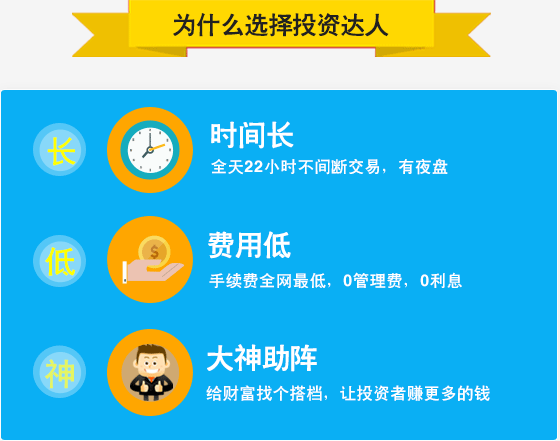 为什么选择投资达人
长
时间长
全天22小时不间断交易，有夜盘
低
费用低
手续费全网最低，0管理费，0利息
神
大神助阵
给财富找个搭档，让投资者赚更多的钱